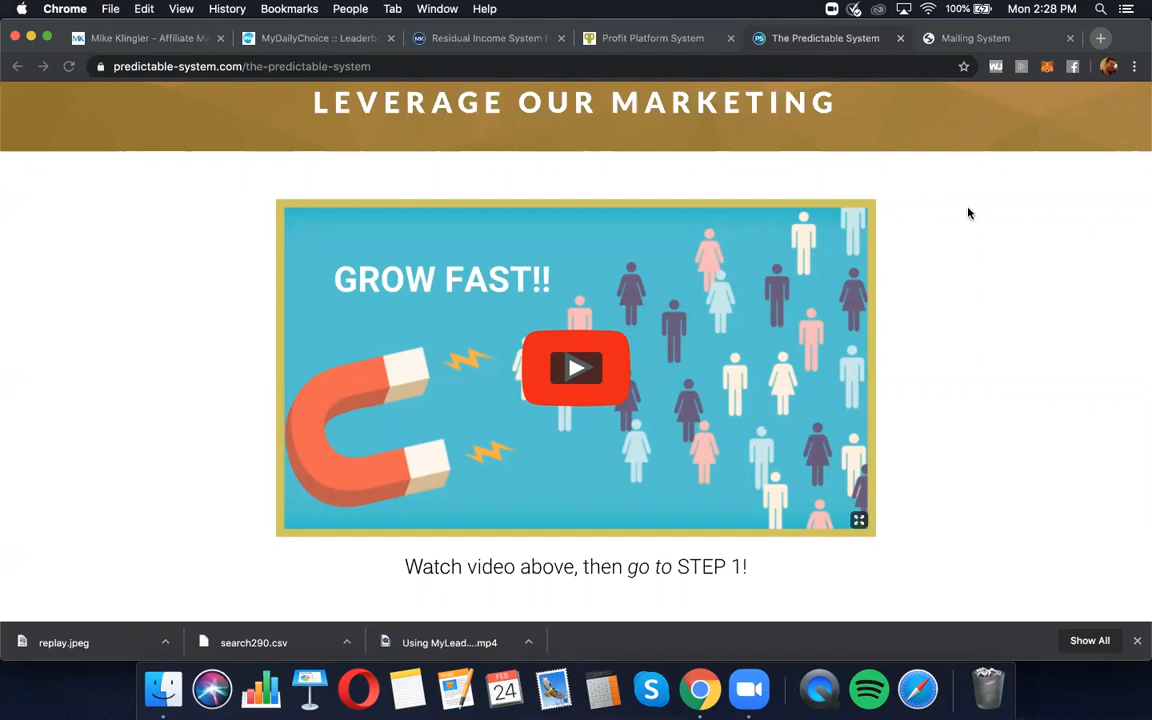 Chrome File Edit View History Bookmarks People Tab Window Help 100% Mon 2:28 PM
Mike Klingler - Affiliate M MyDailyChoice :: Leaderb Residual Income System Profit Platform System The Predictable System Mailing System
predictable-system.com/the-predictable-system
LEVERAGE OUR MARKETING
GROW FAST!!
Watch video above, then go to STEP 1!
replay.jpeg search290.csv Using MyLead....mp4 Show All
FEB
24